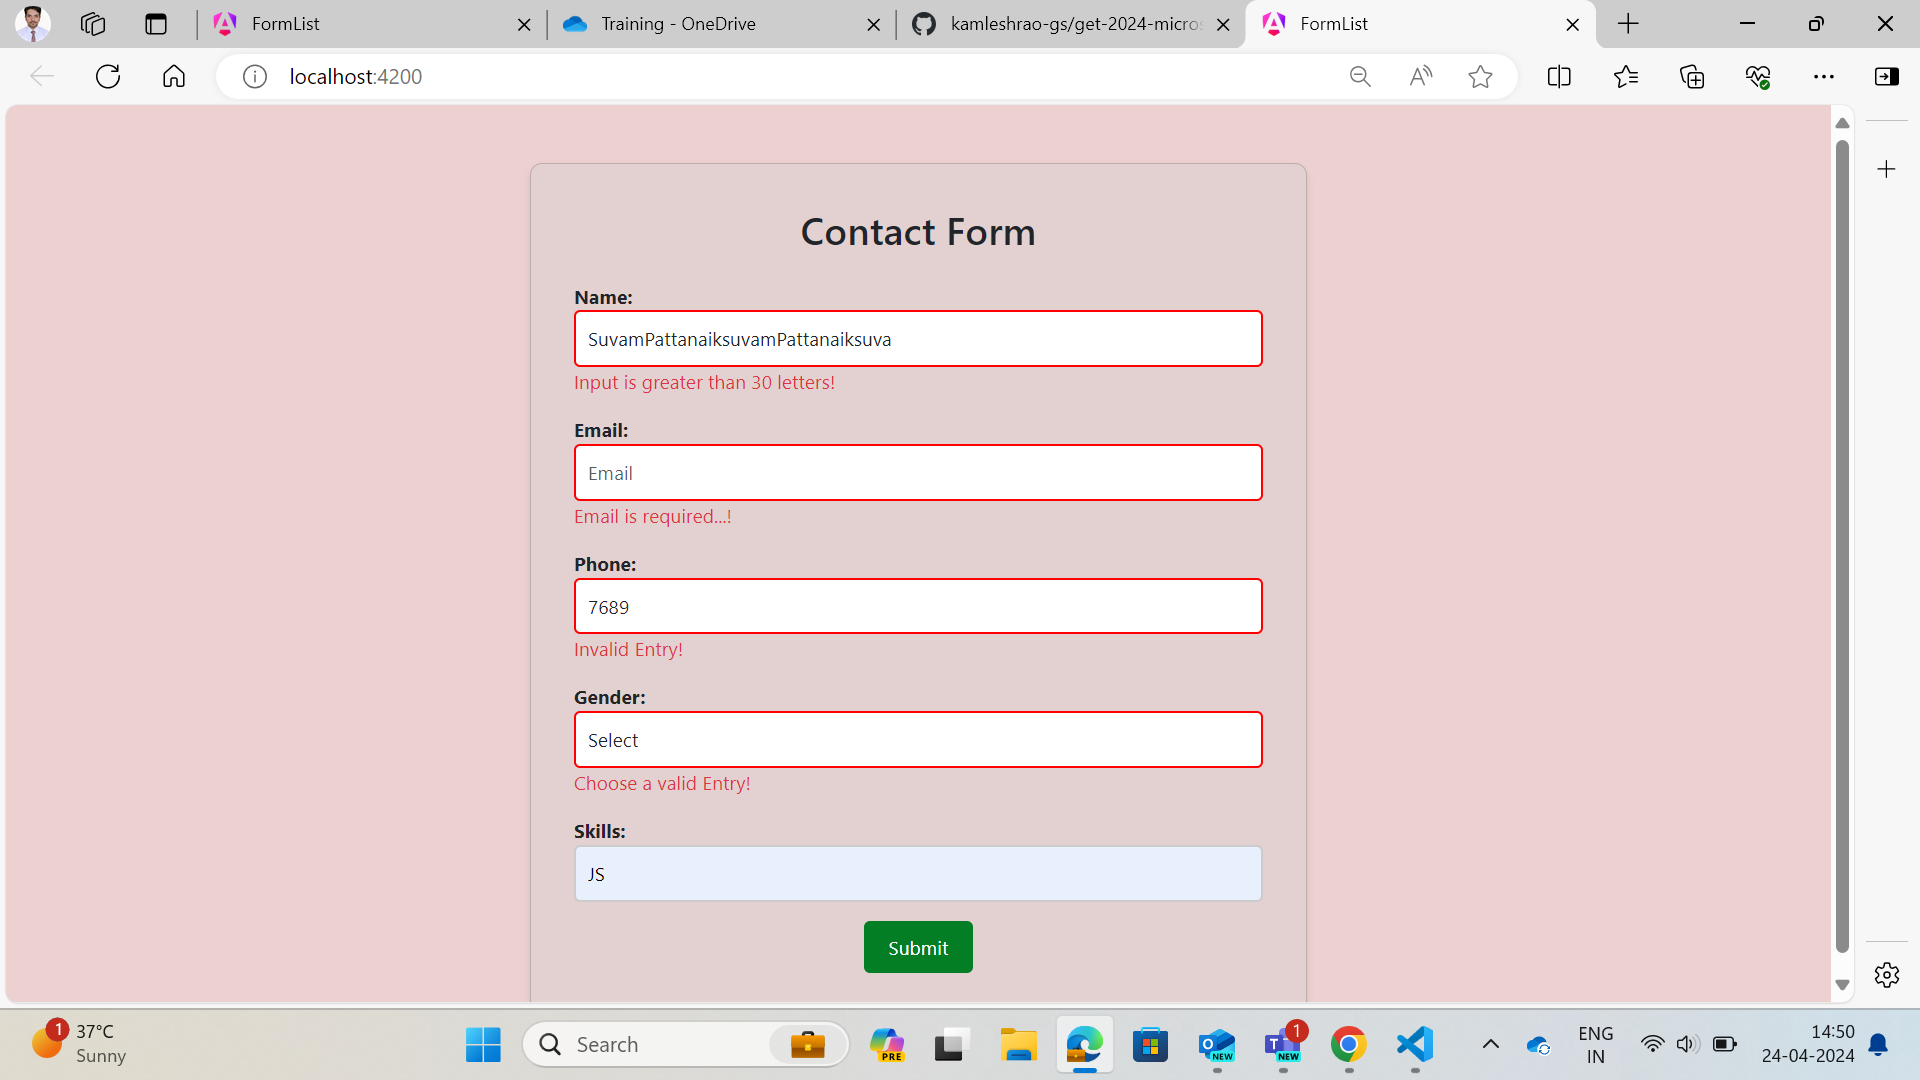 FormList
Training - OneDrive
kamleshrao-gs/get-2024-micros
FormList
localhost:4200
Contact Form
Name:
SuvamPattanaiksuvamPattanaiksuva
Input is greater than 30 letters!
Email:
Email
Email is required...!
Phone:
7689
Invalid Entry!
Gender:
Select
Choose a valid Entry!
Skills:
JS
Submit
1
37°C
Sunny
Search
PRE
NEW
1
NEW
ENG
IN
14:50
24-04-2024